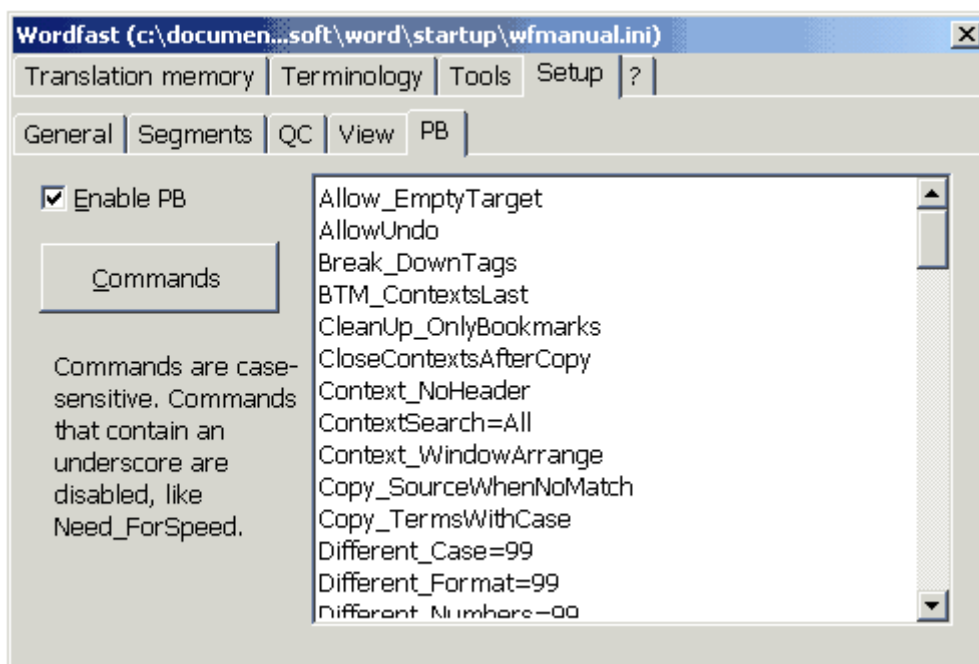 Wordfast (c:\documen...soft\word\startup\wfmanual.ini)
Translation memory Terminology Tools Setup ?
General Segments QC View PB
Enable PB
Commands
Commands are case-
sensitive. Commands
that contain an
underscore are
disabled, like
Need_ForSpeed.
Allow_EmptyTarget
AllowUndo
Break_DownTags
BTM_ContextsLast
CleanUp_OnlyBookmarks
CloseContextsAfterCopy
Context_NoHeader
ContextSearch=All
Context_WindowArrange
Copy_SourceWhenNoMatch
Copy_TermsWithCase
Different_Case=99
Different_Format=99
Different_Numbers=99